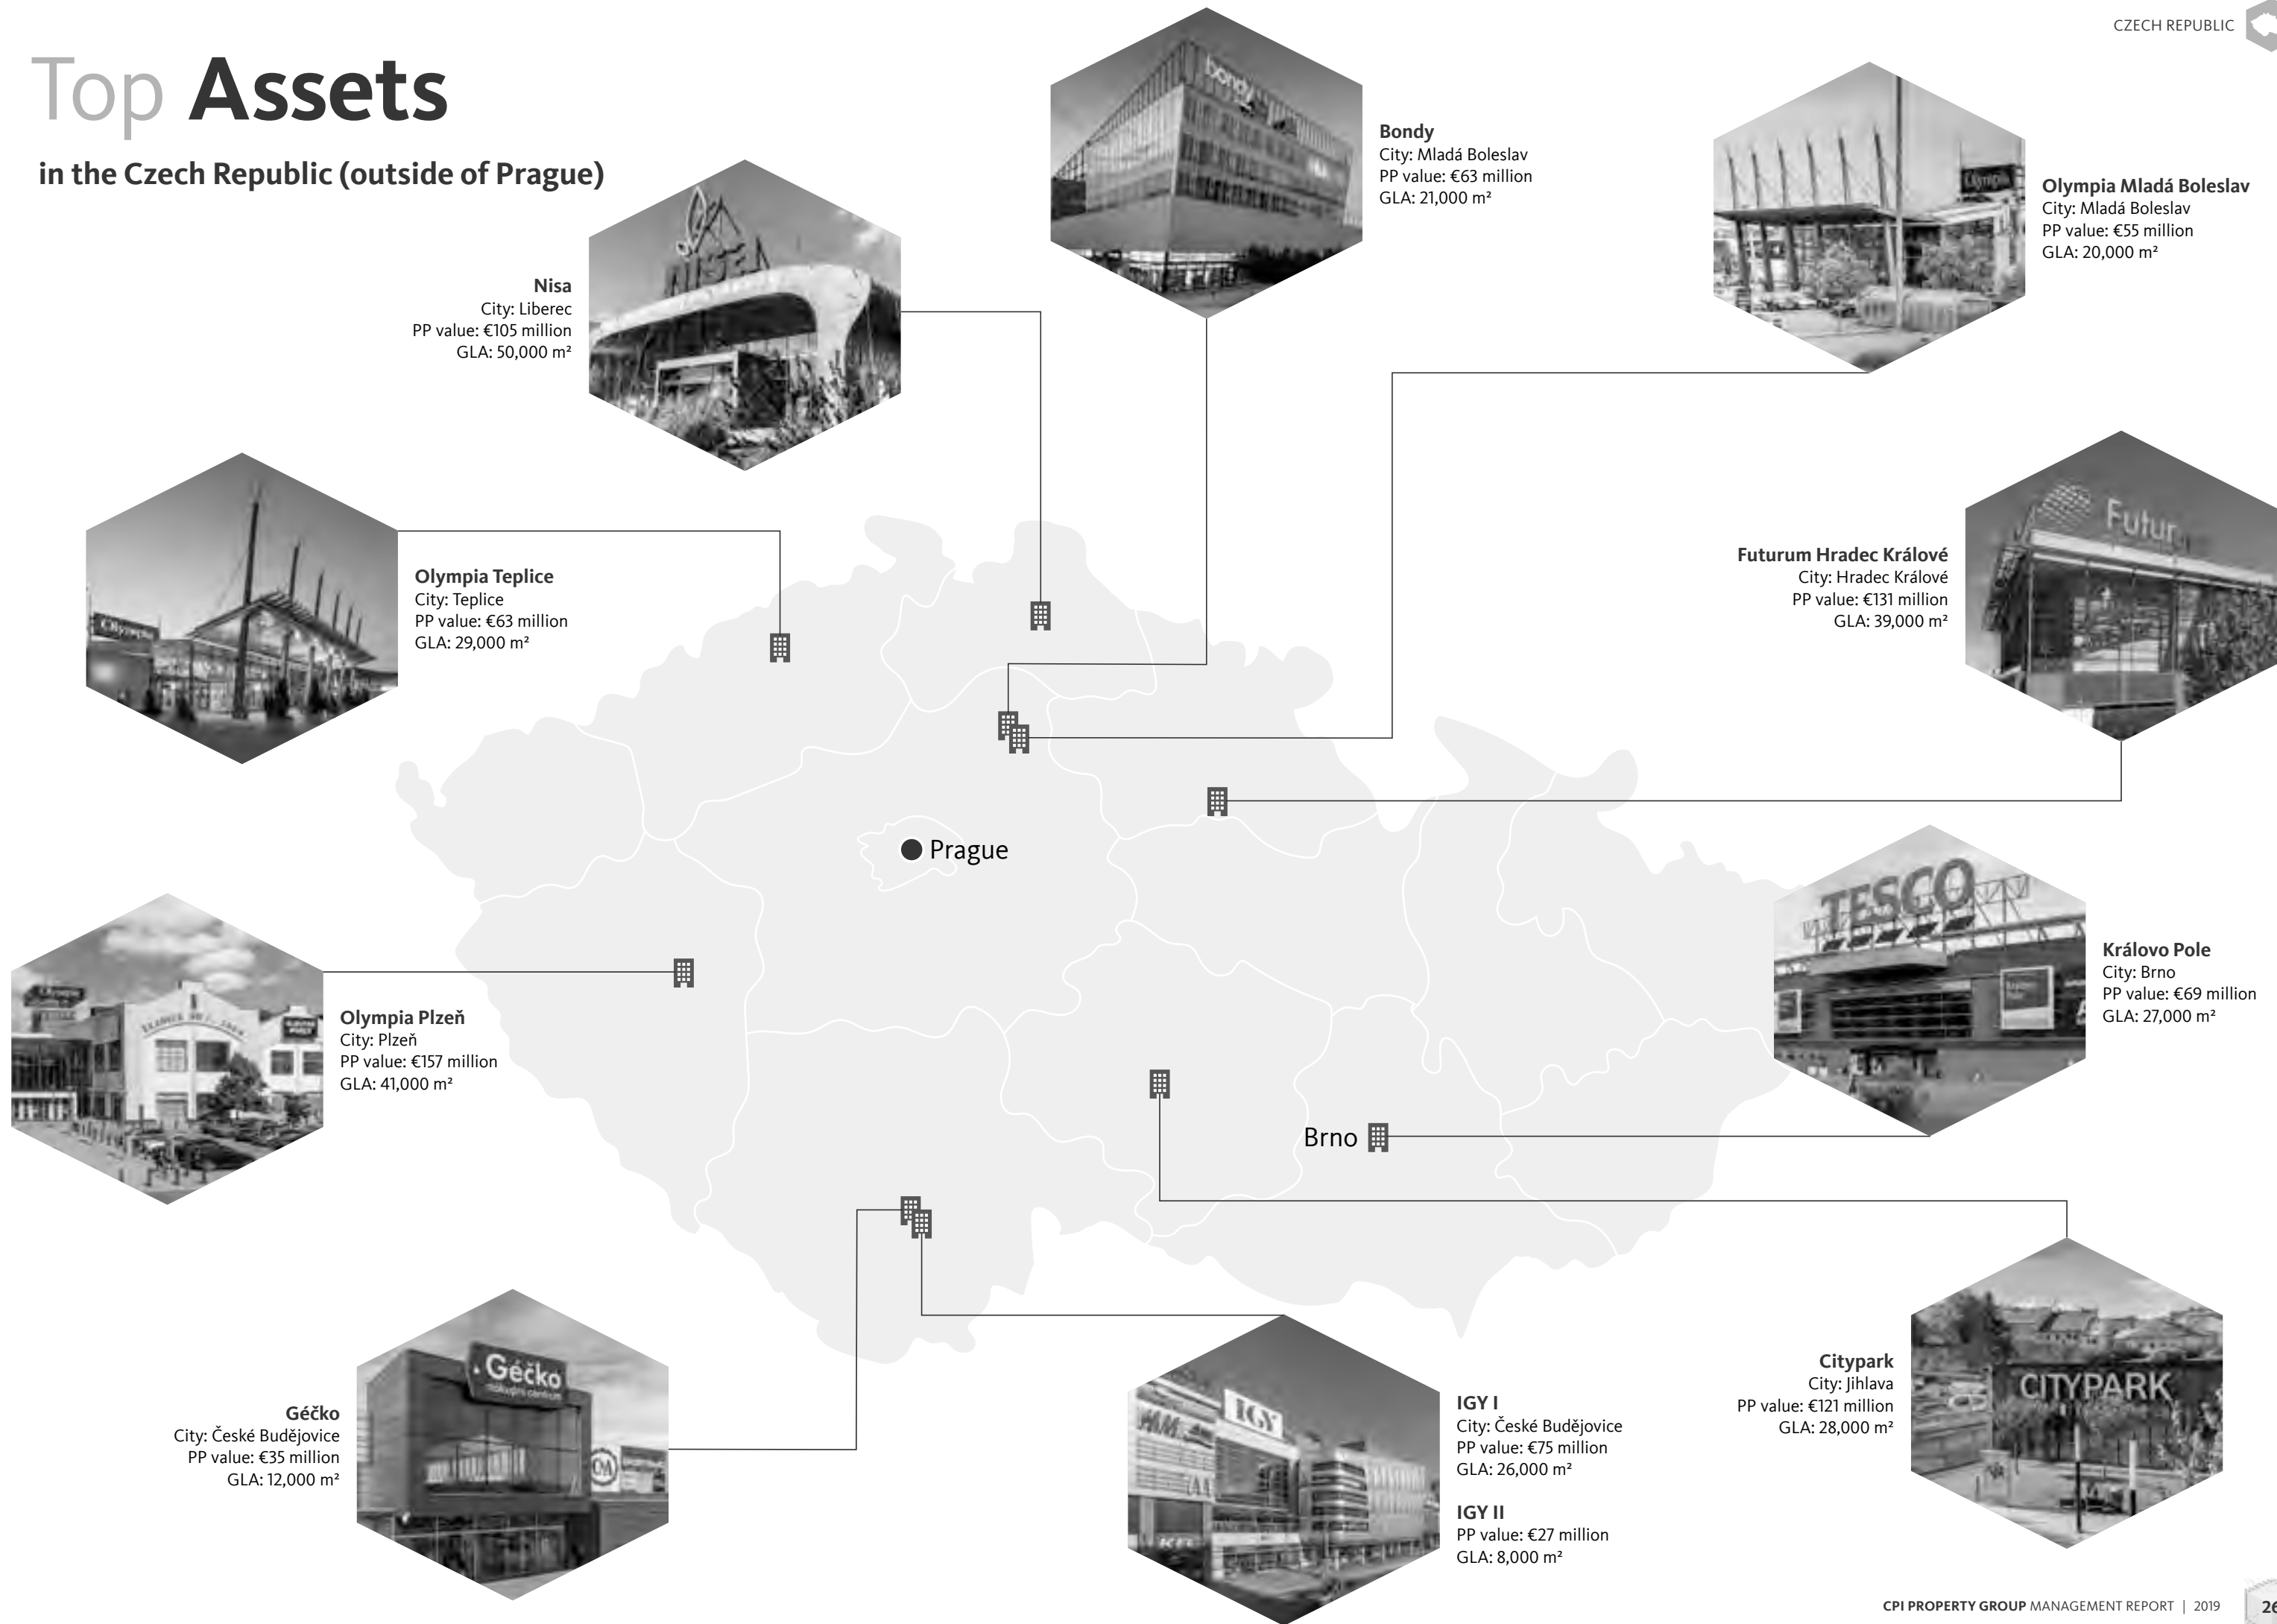 CZECH REPUBLIC
Top Assets
in the Czech Republic (outside of Prague)
bondy
Bondy
City: Mladá Boleslav
PP value: €63 million
GLA: 21,000 m²
Olympia
Olympia Mladá Boleslav
City: Mladá Boleslav
PP value: €55 million
GLA: 20,000 m²
Nisa
City: Liberec
PP value: €105 million
GLA: 50,000 m²
nisa
Olympia Teplice
City: Teplice
PP value: €63 million
GLA: 29,000 m²
Futurum Hradec Králové
City: Hradec Králové
PP value: €131 million
GLA: 39,000 m²
Futur
Prague
TESCO
Královo Pole
City: Brno
PP value: €69 million
GLA: 27,000 m²
Olympia Plzeň
City: Plzeň
PP value: €157 million
GLA: 41,000 m²
Brno
Géčko
City: České Budějovice
PP value: €35 million
GLA: 12,000 m²
Géčko
nákupní centrum
IGY
KFC
IGY I
City: České Budějovice
PP value: €75 million
GLA: 26,000 m²
IGY II
PP value: €27 million
GLA: 8,000 m²
Citypark
City: Jihlava
PP value: €121 million
GLA: 28,000 m²
CITYPARK
CPI PROPERTY GROUP MANAGEMENT REPORT | 2019
26